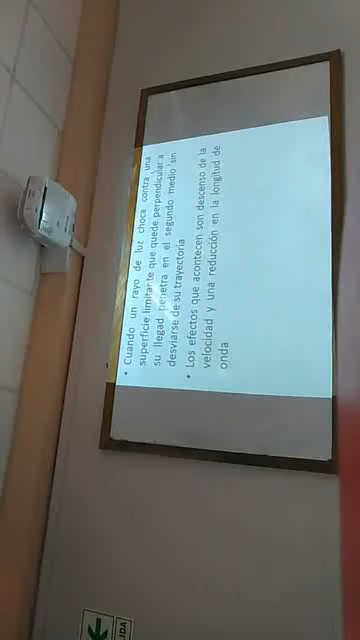 • Cuando un rayo de luz choca contra una
superficie limitante que quede perpendicular a
su llegad penetra en el segundo medio sin
desviarse de su trayectoria
• Los efectos que acontecen son descenso de la
velocidad y una reducción en la longitud de
onda